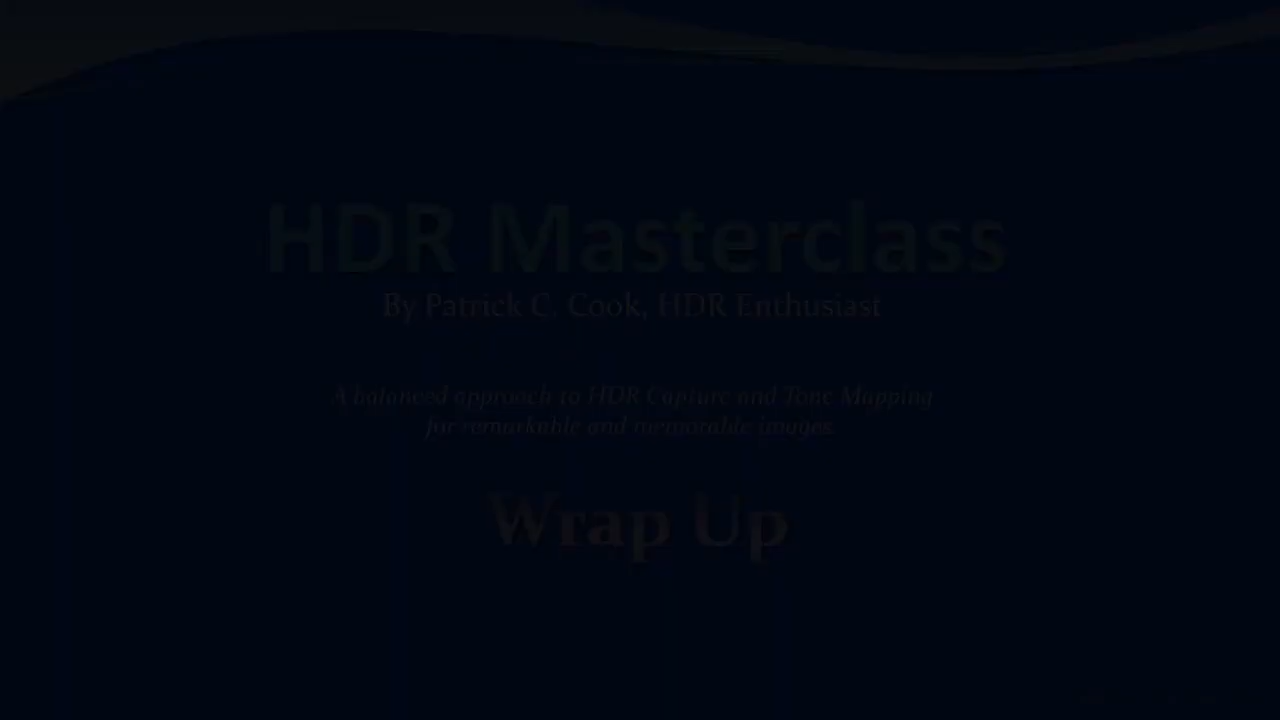 HDR Masterclass
By Patrick C. Cook, HDR Enthusiast
A balanced approach to HDR Capture and Tone Mapping
for remarkable and memorable images.
Wrap Up